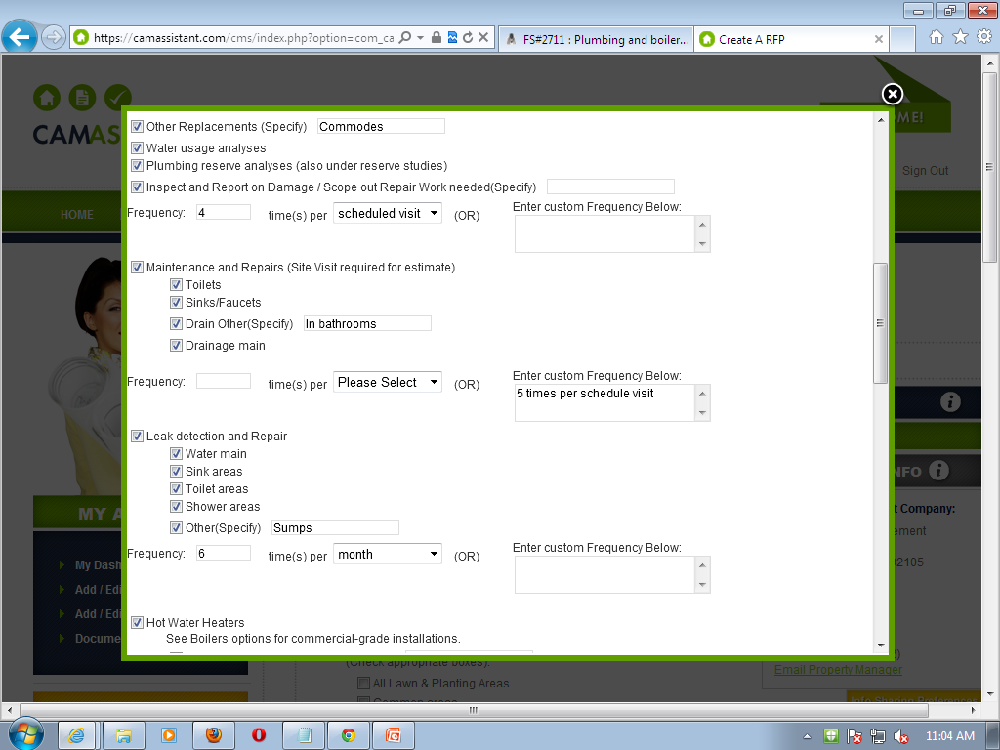 https://camassistant.com/cms/index.php?option=com_ca
FS#2711 : Plumbing and boiler...
Create A RFP
CAMAS
OME!
Sign Out
HOME
Other Replacements (Specify) Commodes
Water usage analyses
Plumbing reserve analyses (also under reserve studies)
Inspect and Report on Damage / Scope out Repair Work needed(Specify)
Frequency: 4 time(s) per scheduled visit (OR) Enter custom Frequency Below:
Maintenance and Repairs (Site Visit required for estimate)
Toilets
Sinks/Faucets
Drain Other(Specify) In bathrooms
Drainage main
Frequency: time(s) per Please Select (OR) Enter custom Frequency Below:
5 times per schedule visit
Leak detection and Repair
Water main
Sink areas
Toilet areas
Shower areas
Other(Specify) Sumps
Frequency: 6 time(s) per month (OR) Enter custom Frequency Below:
Hot Water Heaters
See Boilers options for commercial-grade installations.
MY A
My Dash
Add / Edi
Add / Edi
Docume
NFO
t Company:
ement
02105
)
Email Property Manager
(Check appropriate boxes):
All Lawn & Planting Areas
Common areas
Info Sharing Preferences
11:04 AM